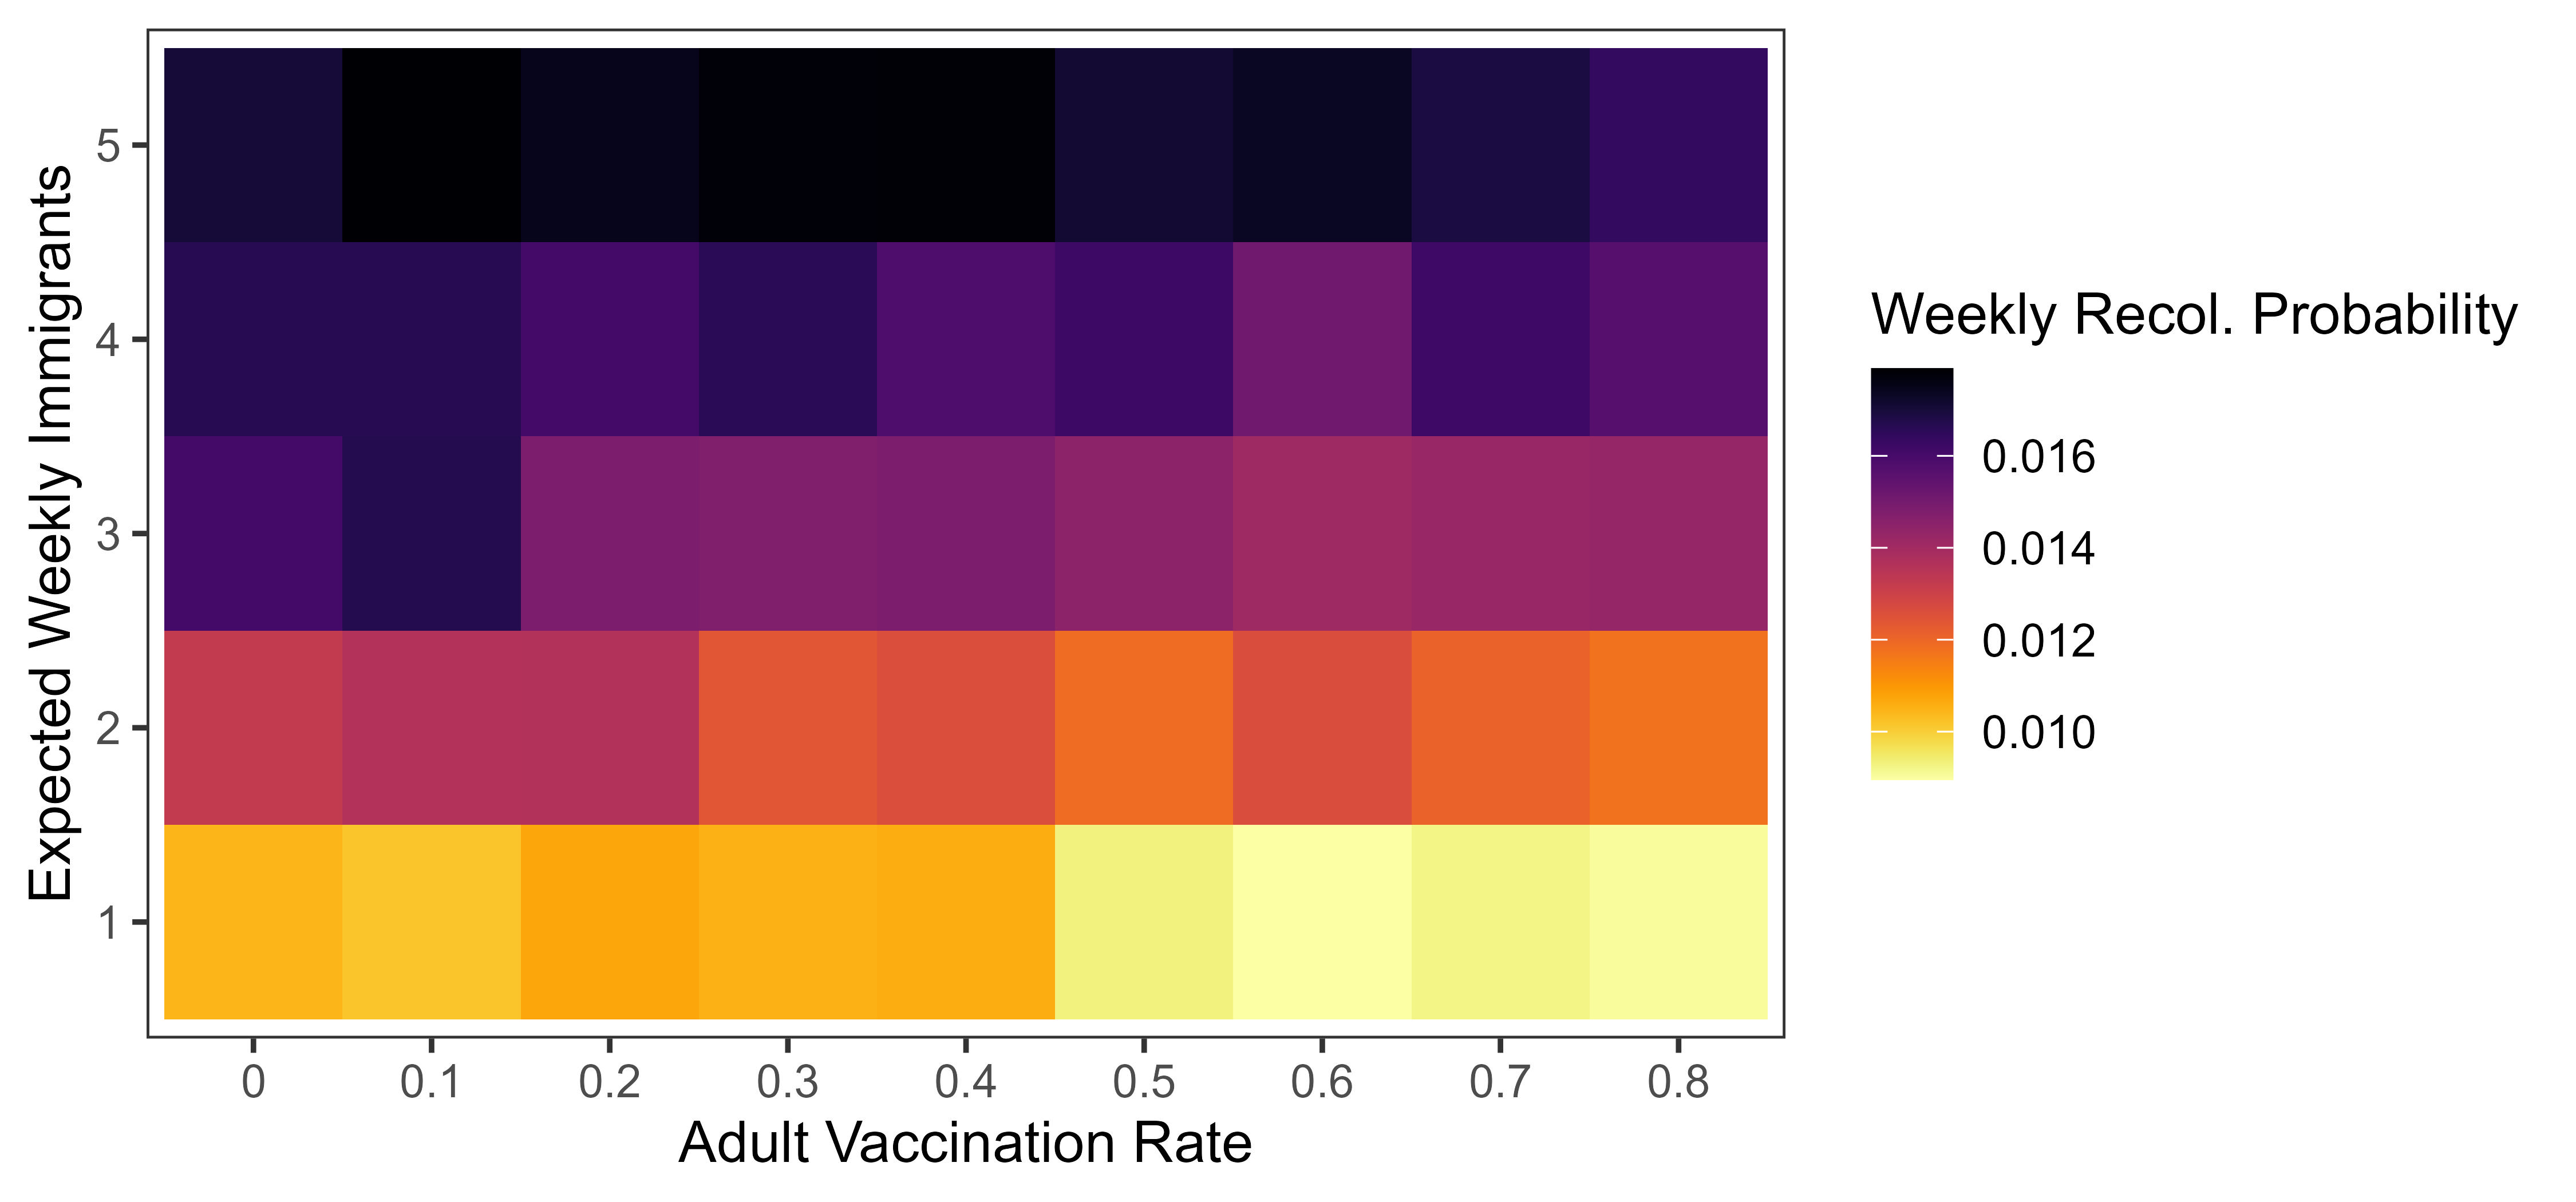 Expected Weekly Immigrants
5
4
3
2
1
0 0.1 0.2 0.3 0.4 0.5 0.6 0.7 0.8
Adult Vaccination Rate
Weekly Recol. Probability
0.016
0.014
0.012
0.010